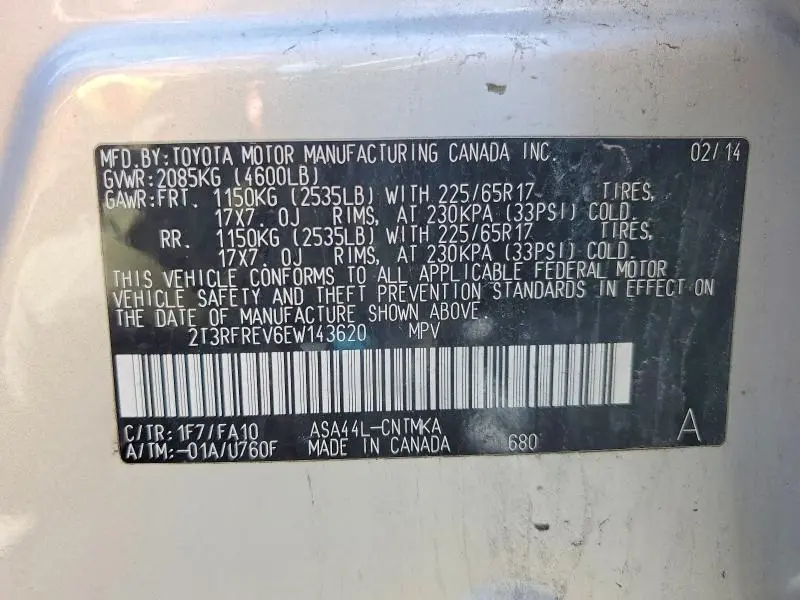 MFD.BY:TOYOTA MOTOR MANUFACTURING CANADA INC. 02/14
GVWR:2085KG (4600LB)
GAWR:FRT. 1150KG (2535LB) WITH 225/65R17 TIRES,
17X7.0J RIMS, AT 230KPA (33PSI) COLD.
RR. 1150KG (2535LB) WITH 225/65R17 TIRES,
17X7.0J RIMS, AT 230KPA (33PSI) COLD.
THIS VEHICLE CONFORMS TO ALL APPLICABLE FEDERAL MOTOR
VEHICLE SAFETY AND THEFT PREVENTION STANDARDS IN EFFECT ON
THE DATE OF MANUFACTURE SHOWN ABOVE.
2T3RFREV6EW143620 MPV
C/TR:1F7/FA10 ASA44L-CNTMKA
A/TM:-01A/U760F MADE IN CANADA 680 A